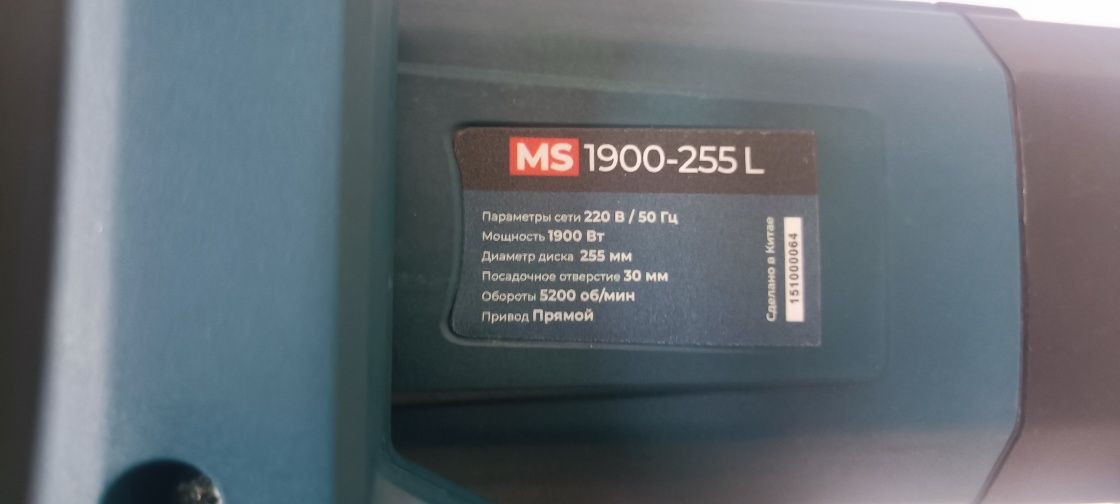 MS 1900-255 L
Параметры сети 220 В / 50 Гц
Мощность 1900 Вт
Диаметр диска 255 мм
Посадочное отверстие 30 мм
Обороты 5200 об/мин
Привод Прямой
Сделано в Китае
151000064